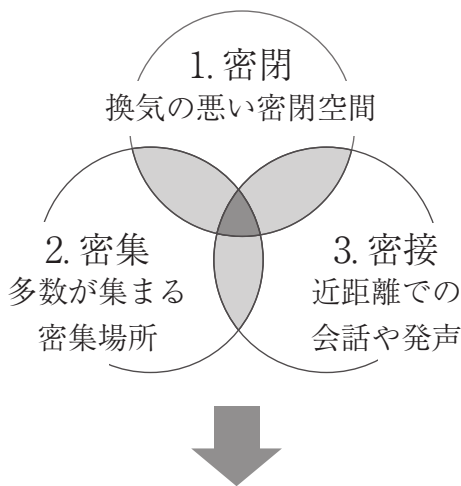 1. 密閉
換気の悪い密閉空間
2. 密集
多数が集まる
密集場所
3. 密接
近距離での
会話や発声